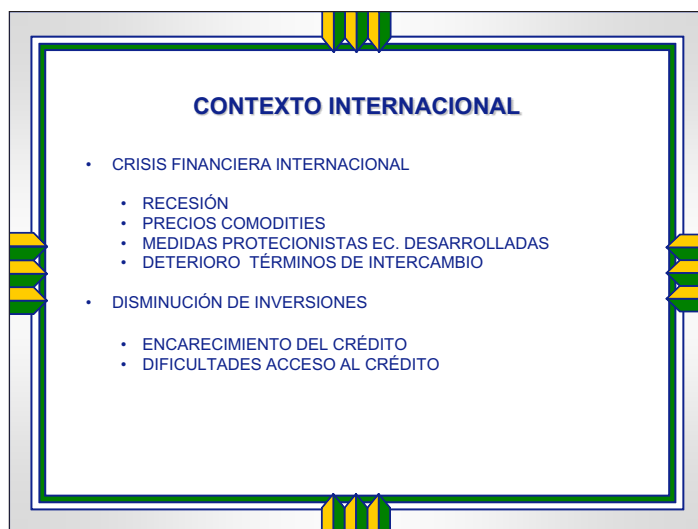 CONTEXTO INTERNACIONAL
• CRISIS FINANCIERA INTERNACIONAL
• RECESIÓN
• PRECIOS COMODITIES
• MEDIDAS PROTECIONISTAS EC. DESARROLLADAS
• DETERIORO TÉRMINOS DE INTERCAMBIO
• DISMINUCIÓN DE INVERSIONES
• ENCARECIMIENTO DEL CRÉDITO
• DIFICULTADES ACCESO AL CRÉDITO